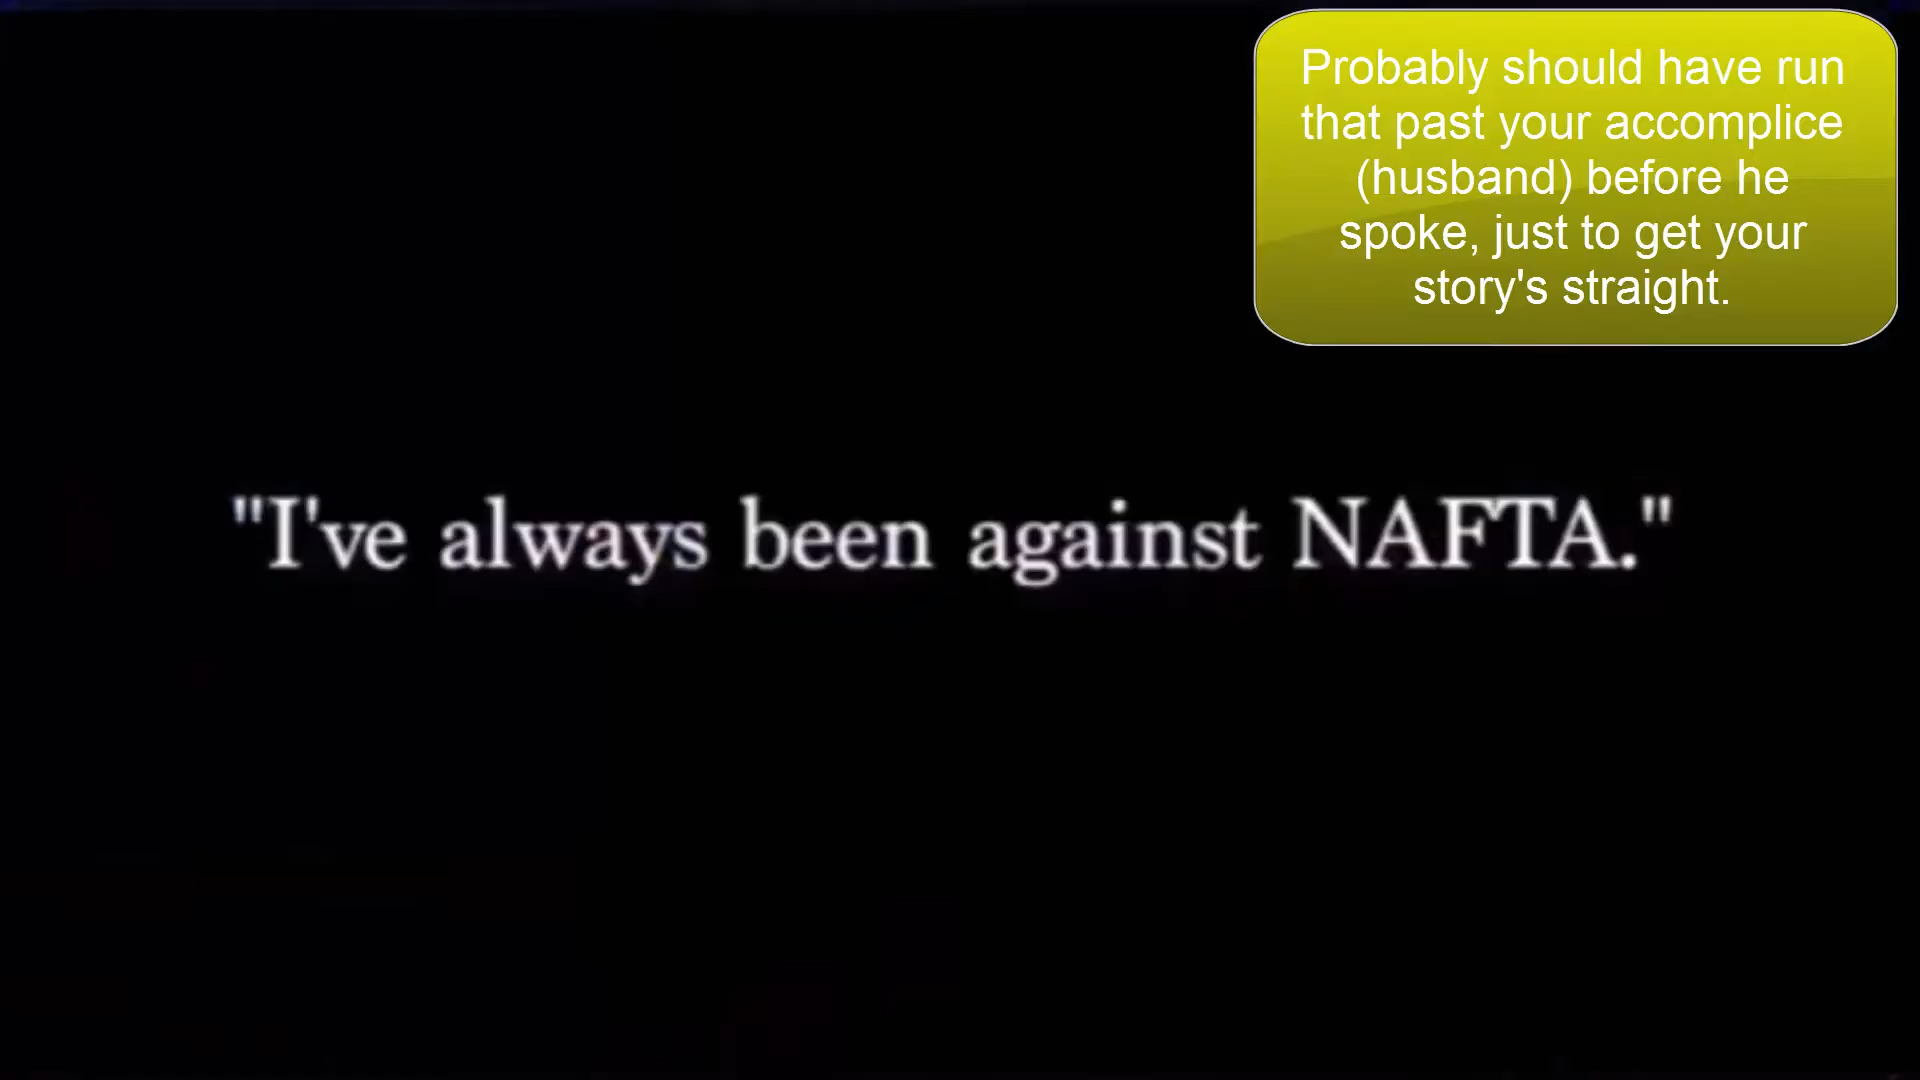 Probably should have run
that past your accomplice
(husband) before he
spoke, just to get your
story's straight.
"I've always been against NAFTA."